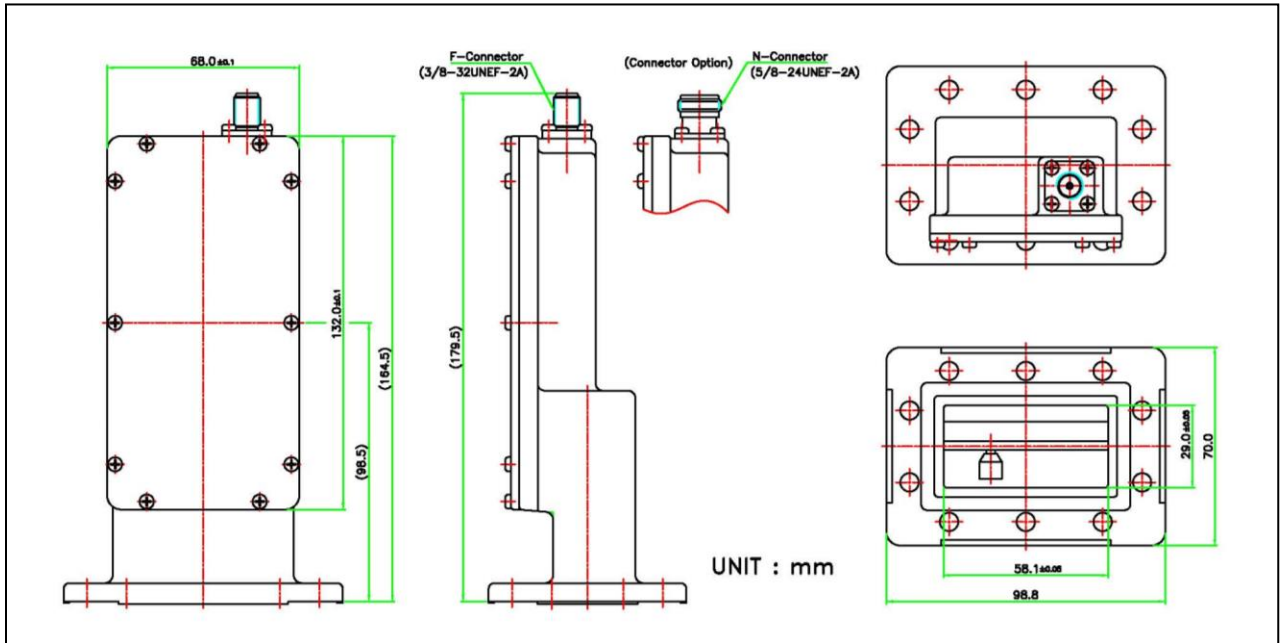 68.0±0.1
132.0±0.1
(164.5)
(98.5)
F-Connector
(3/8-32UNEF-2A)
(179.5)
(Connector Option)
N-Connector
(5/8-24UNEF-2A)
29.0±0.05
70.0
58.1±0.05
98.8
UNIT : mm